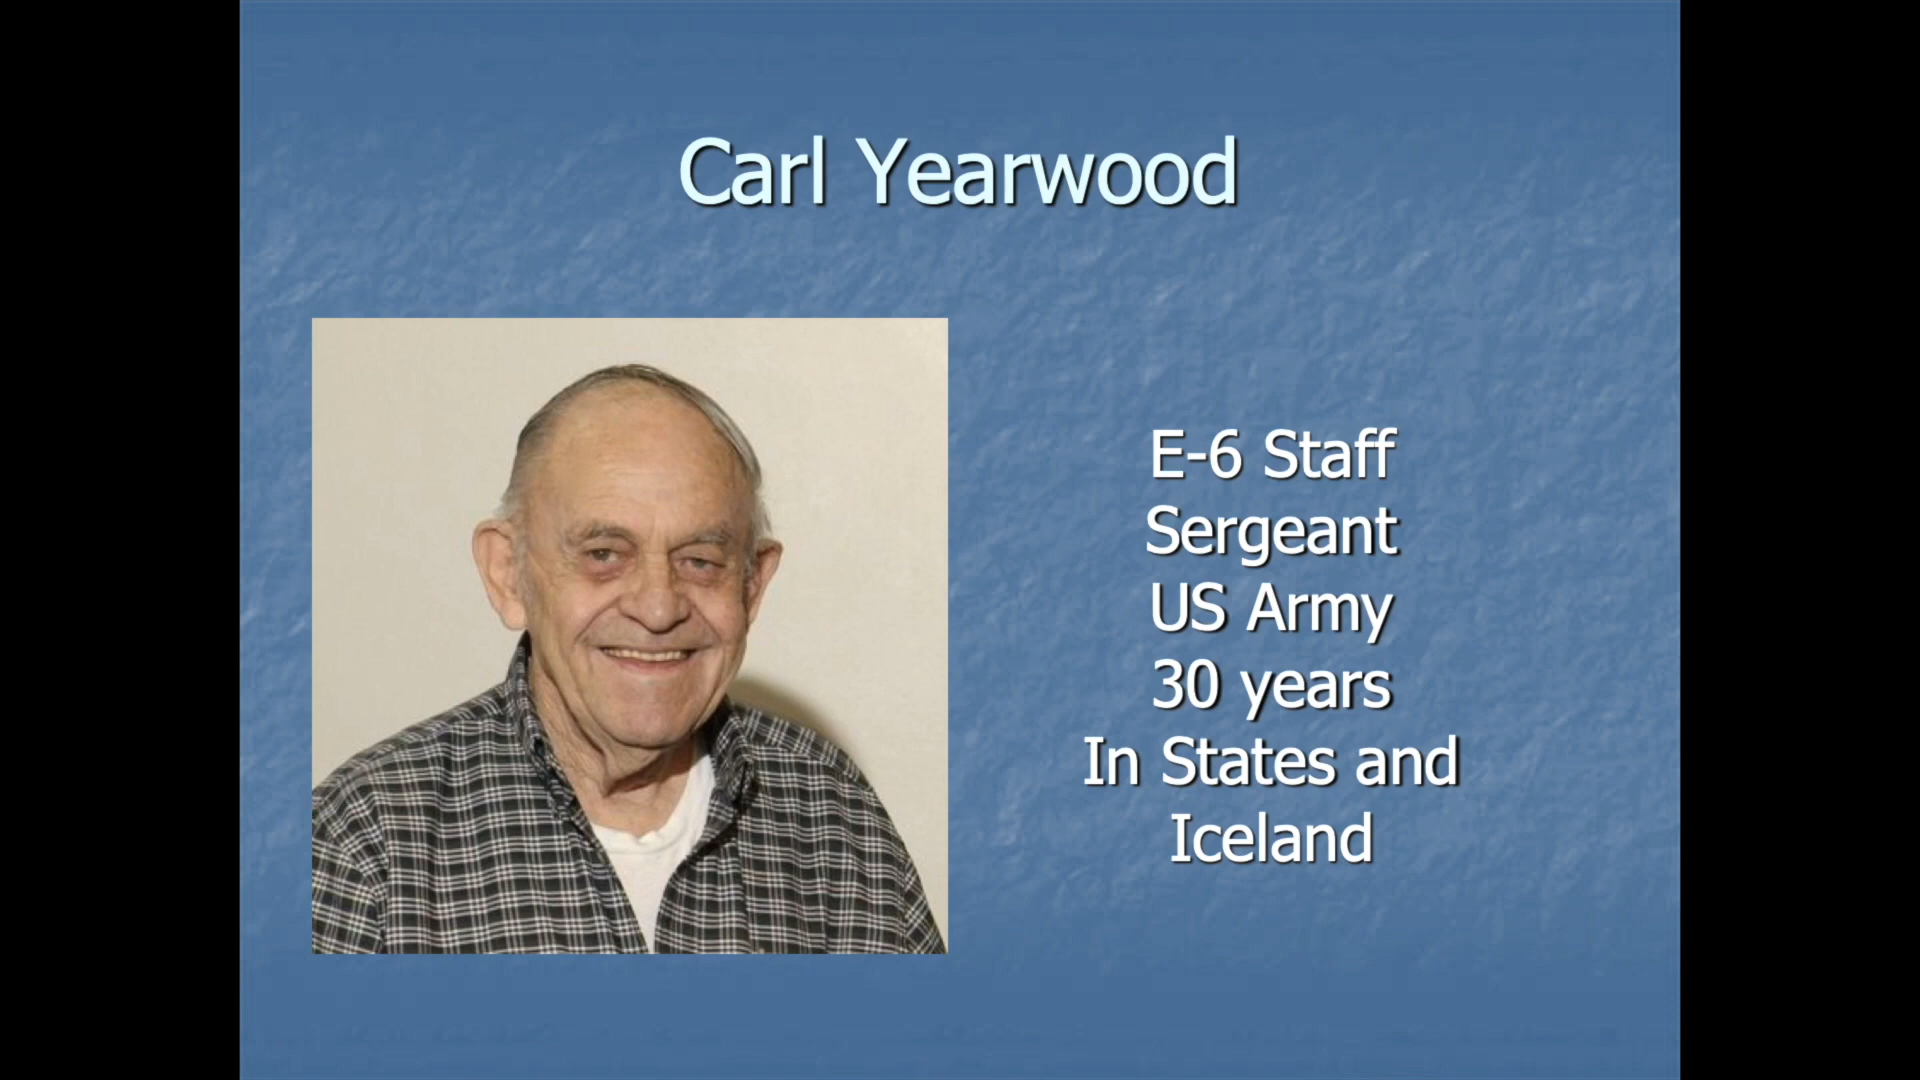 Carl Yearwood
E-6 Staff
Sergeant
US Army
30 years
In States and
Iceland